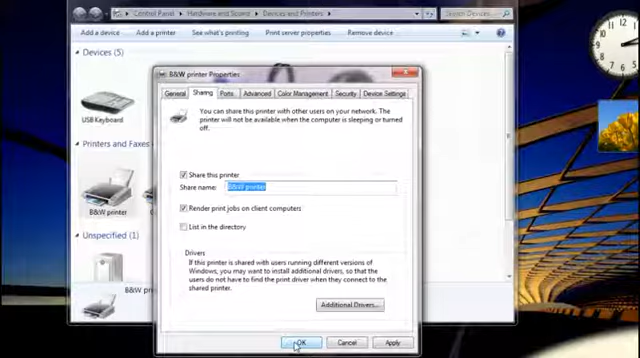 Control Panel ▸ Hardware and Sound ▸ Devices and Printers
Search Devices
Add a device Add a printer See what's printing Print server properties Remove device
Devices (5)
USB Keyboard
Printers and Faxes
B&W printer
Unspecified (1)
B&W printer Properties
General Sharing Ports Advanced Color Management Security Device Settings
You can share this printer with other users on your network. The
printer will not be available when the computer is sleeping or turned
off.
Share this printer
Share name: B&W printer
Render print jobs on client computers
List in the directory
Drivers
If this printer is shared with users running different versions of
Windows, you may want to install additional drivers, so that the
users do not have to find the print driver when they connect to the
shared printer.
Additional Drivers...
OK Cancel Apply